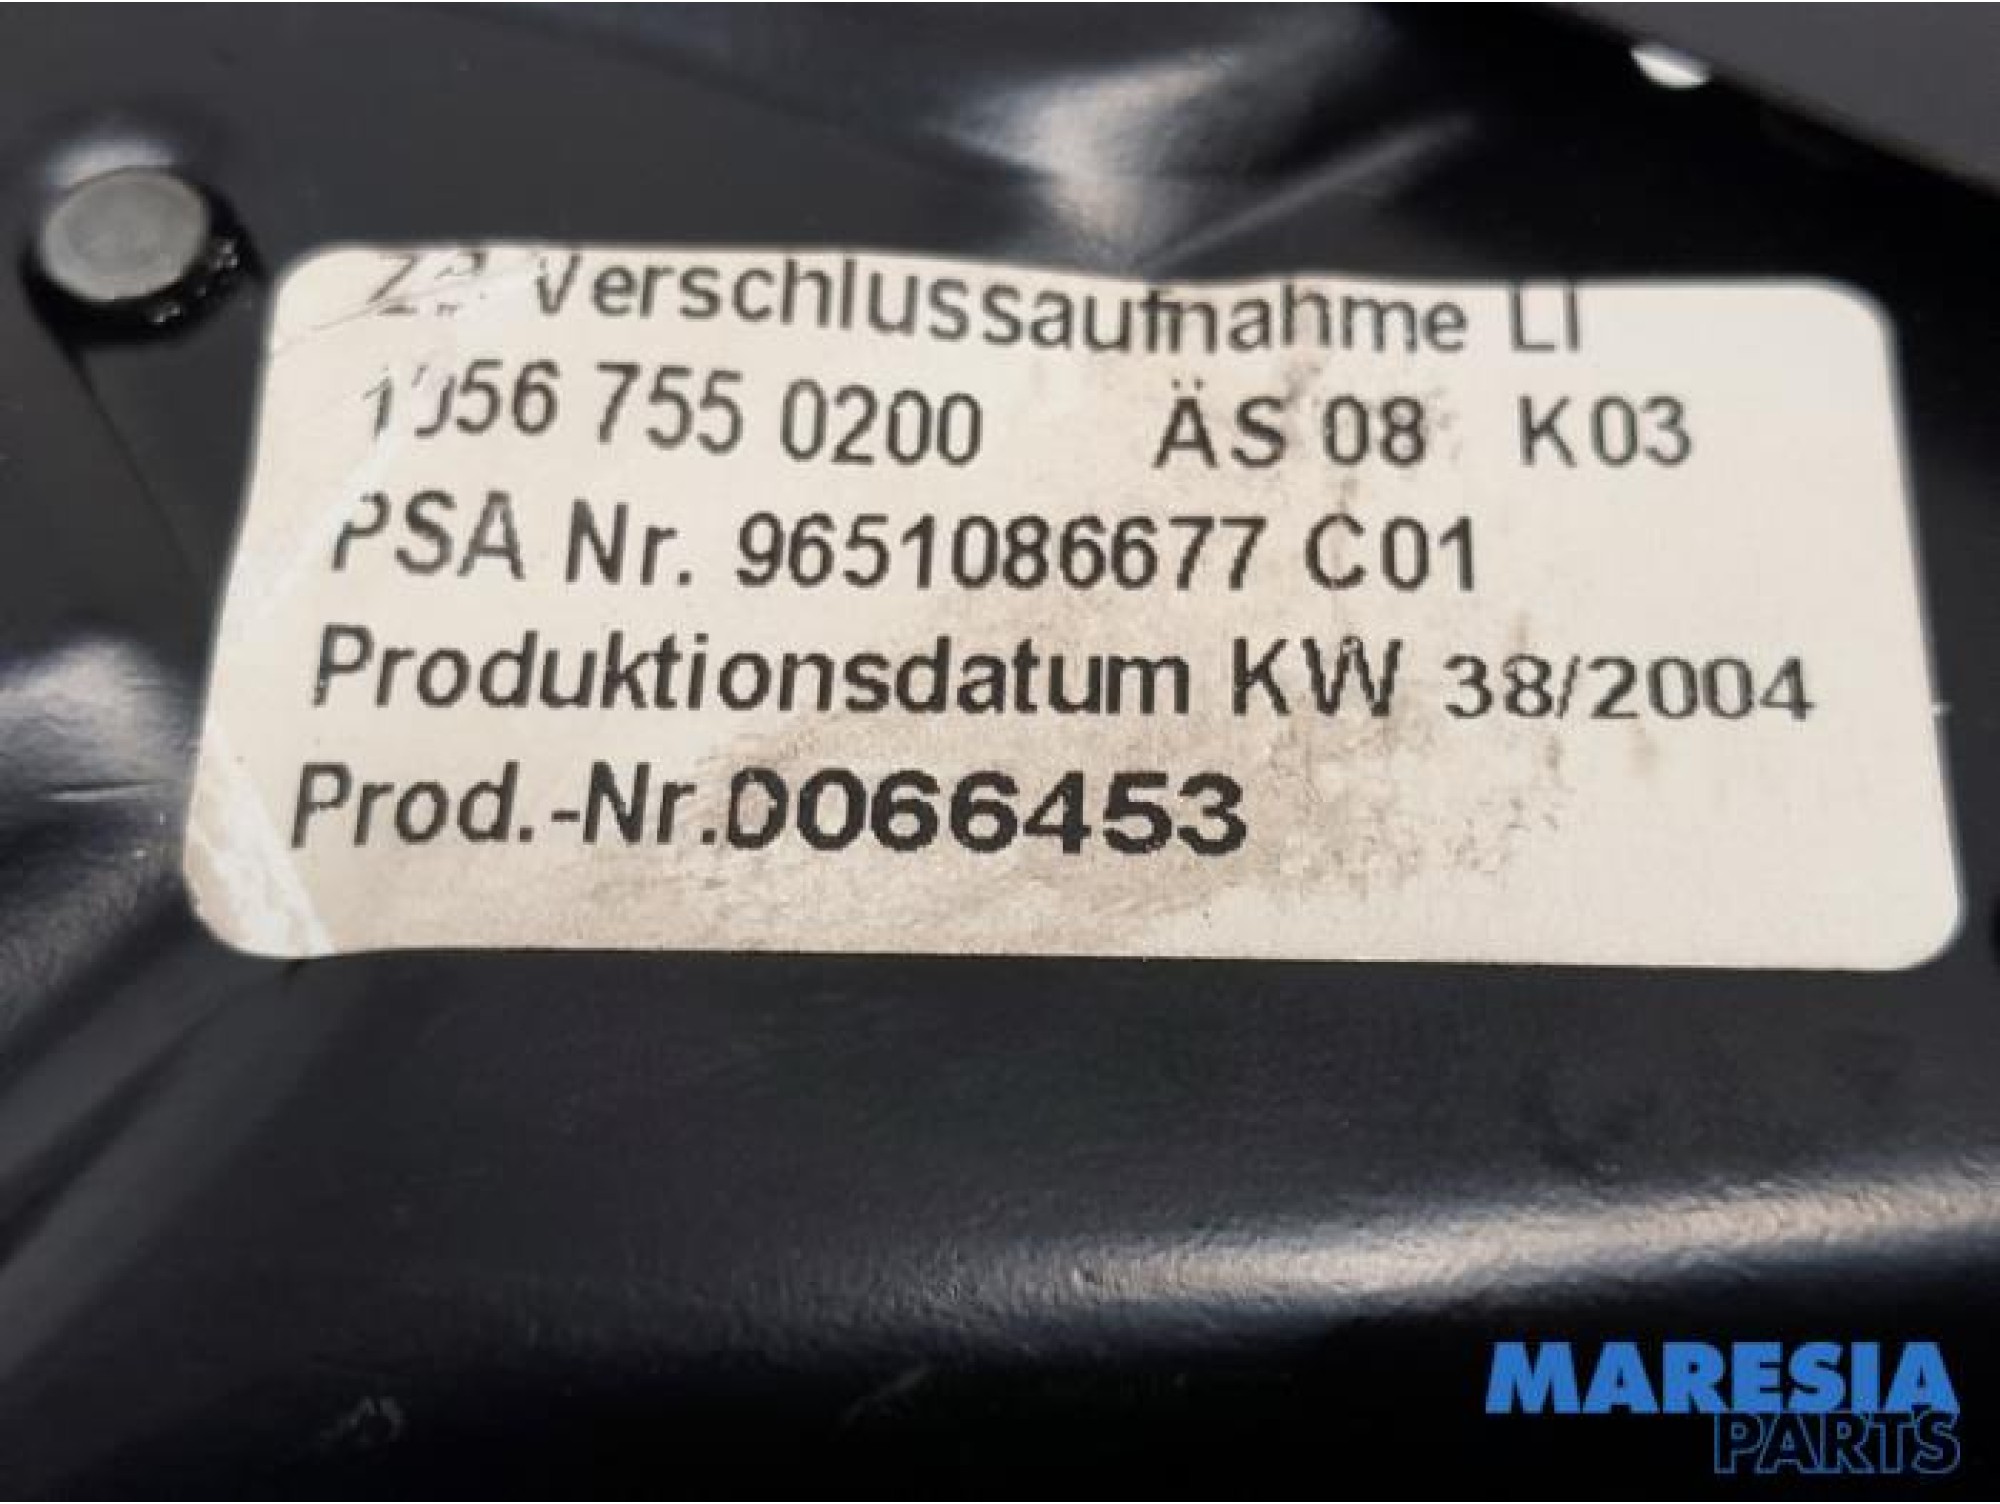 Verschlussaufnahme LI
755 0200 ÄS 08 K03
PSA Nr. 9651086677 C01
Produktionsdatum KW 38/2004
Prod.-Nr.0066453
MARESIA
PARTS